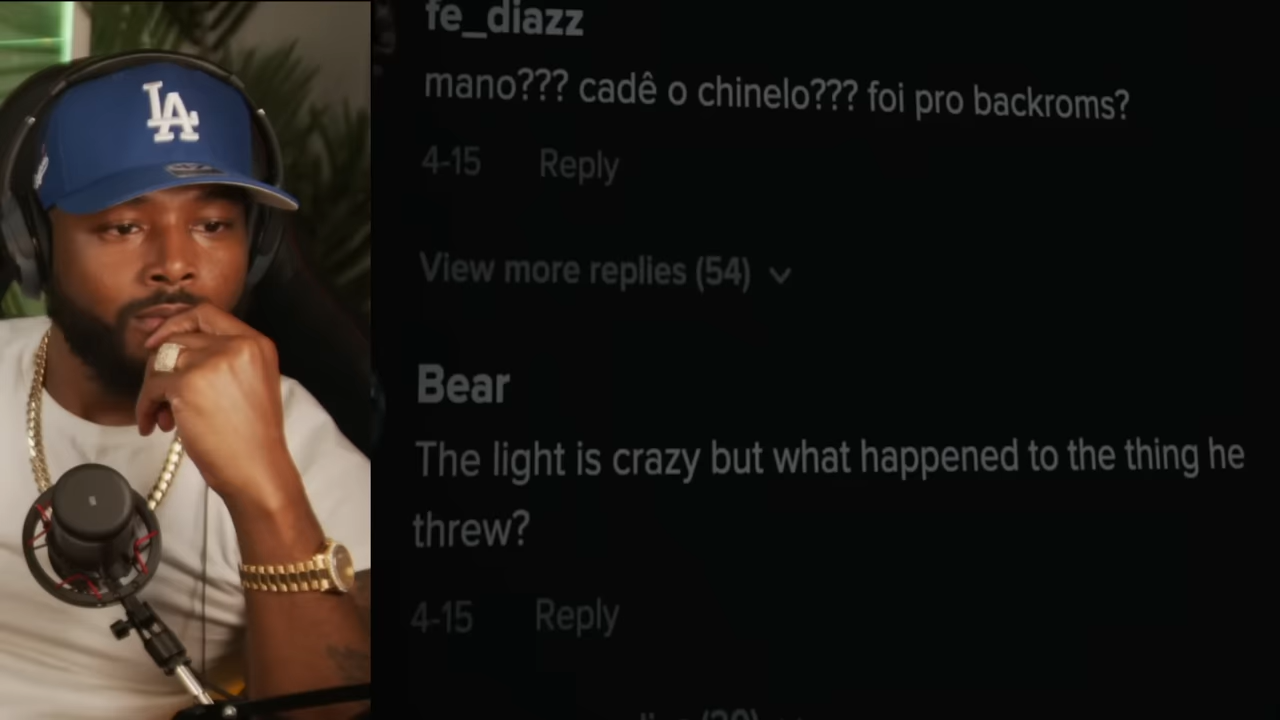 LA
fe_diazz
mano??? cadê o chinelo??? foi pro backroms?
4-15 Reply
View more replies (54)
Bear
The light is crazy but what happened to the thing he
threw?
4-15 Reply